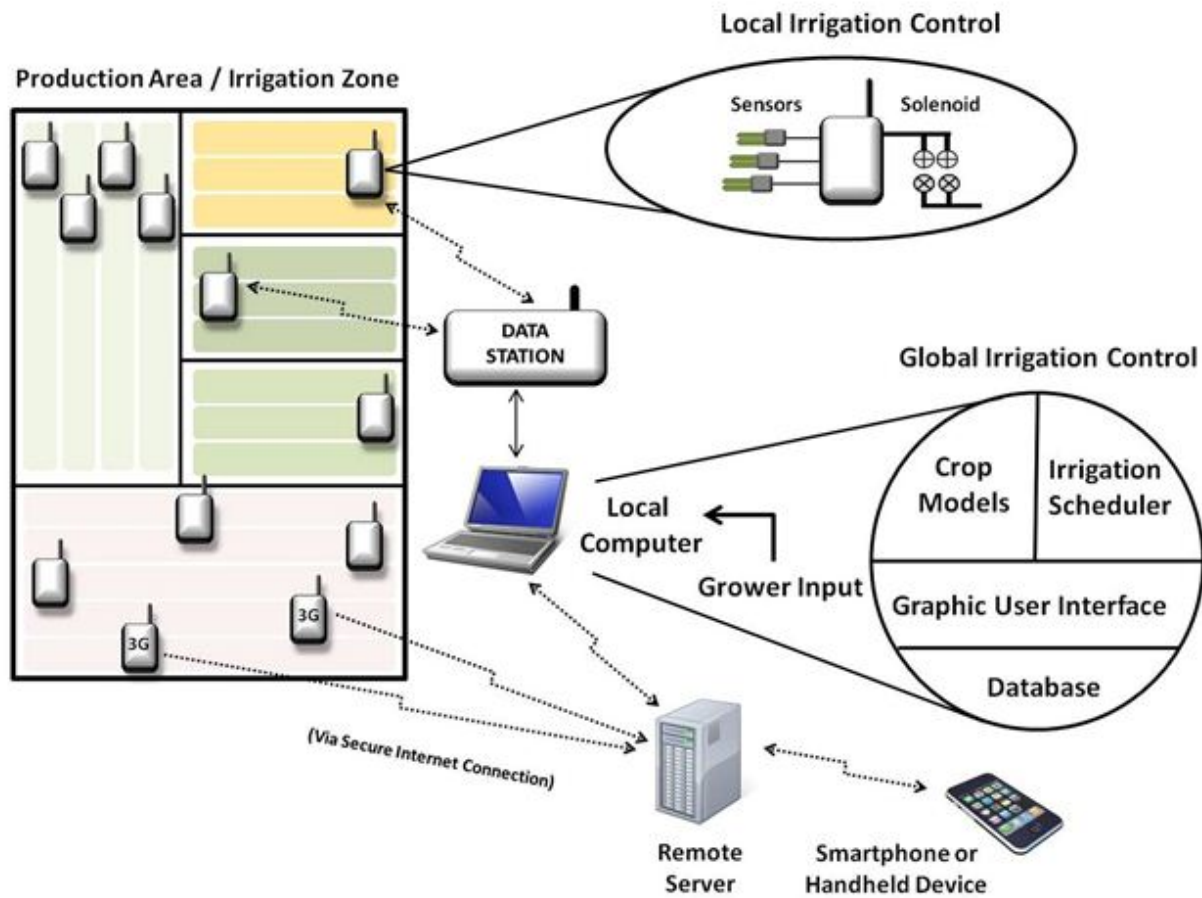 Local Irrigation Control
Production Area / Irrigation Zone
Sensors
Solenoid
DATA
STATION
Global Irrigation Control
Crop
Models
Irrigation
Scheduler
Local
Computer
Grower Input
Graphic User Interface
Database
3G
3G
(Via Secure Internet Connection)
Remote
Server
Smartphone or
Handheld Device